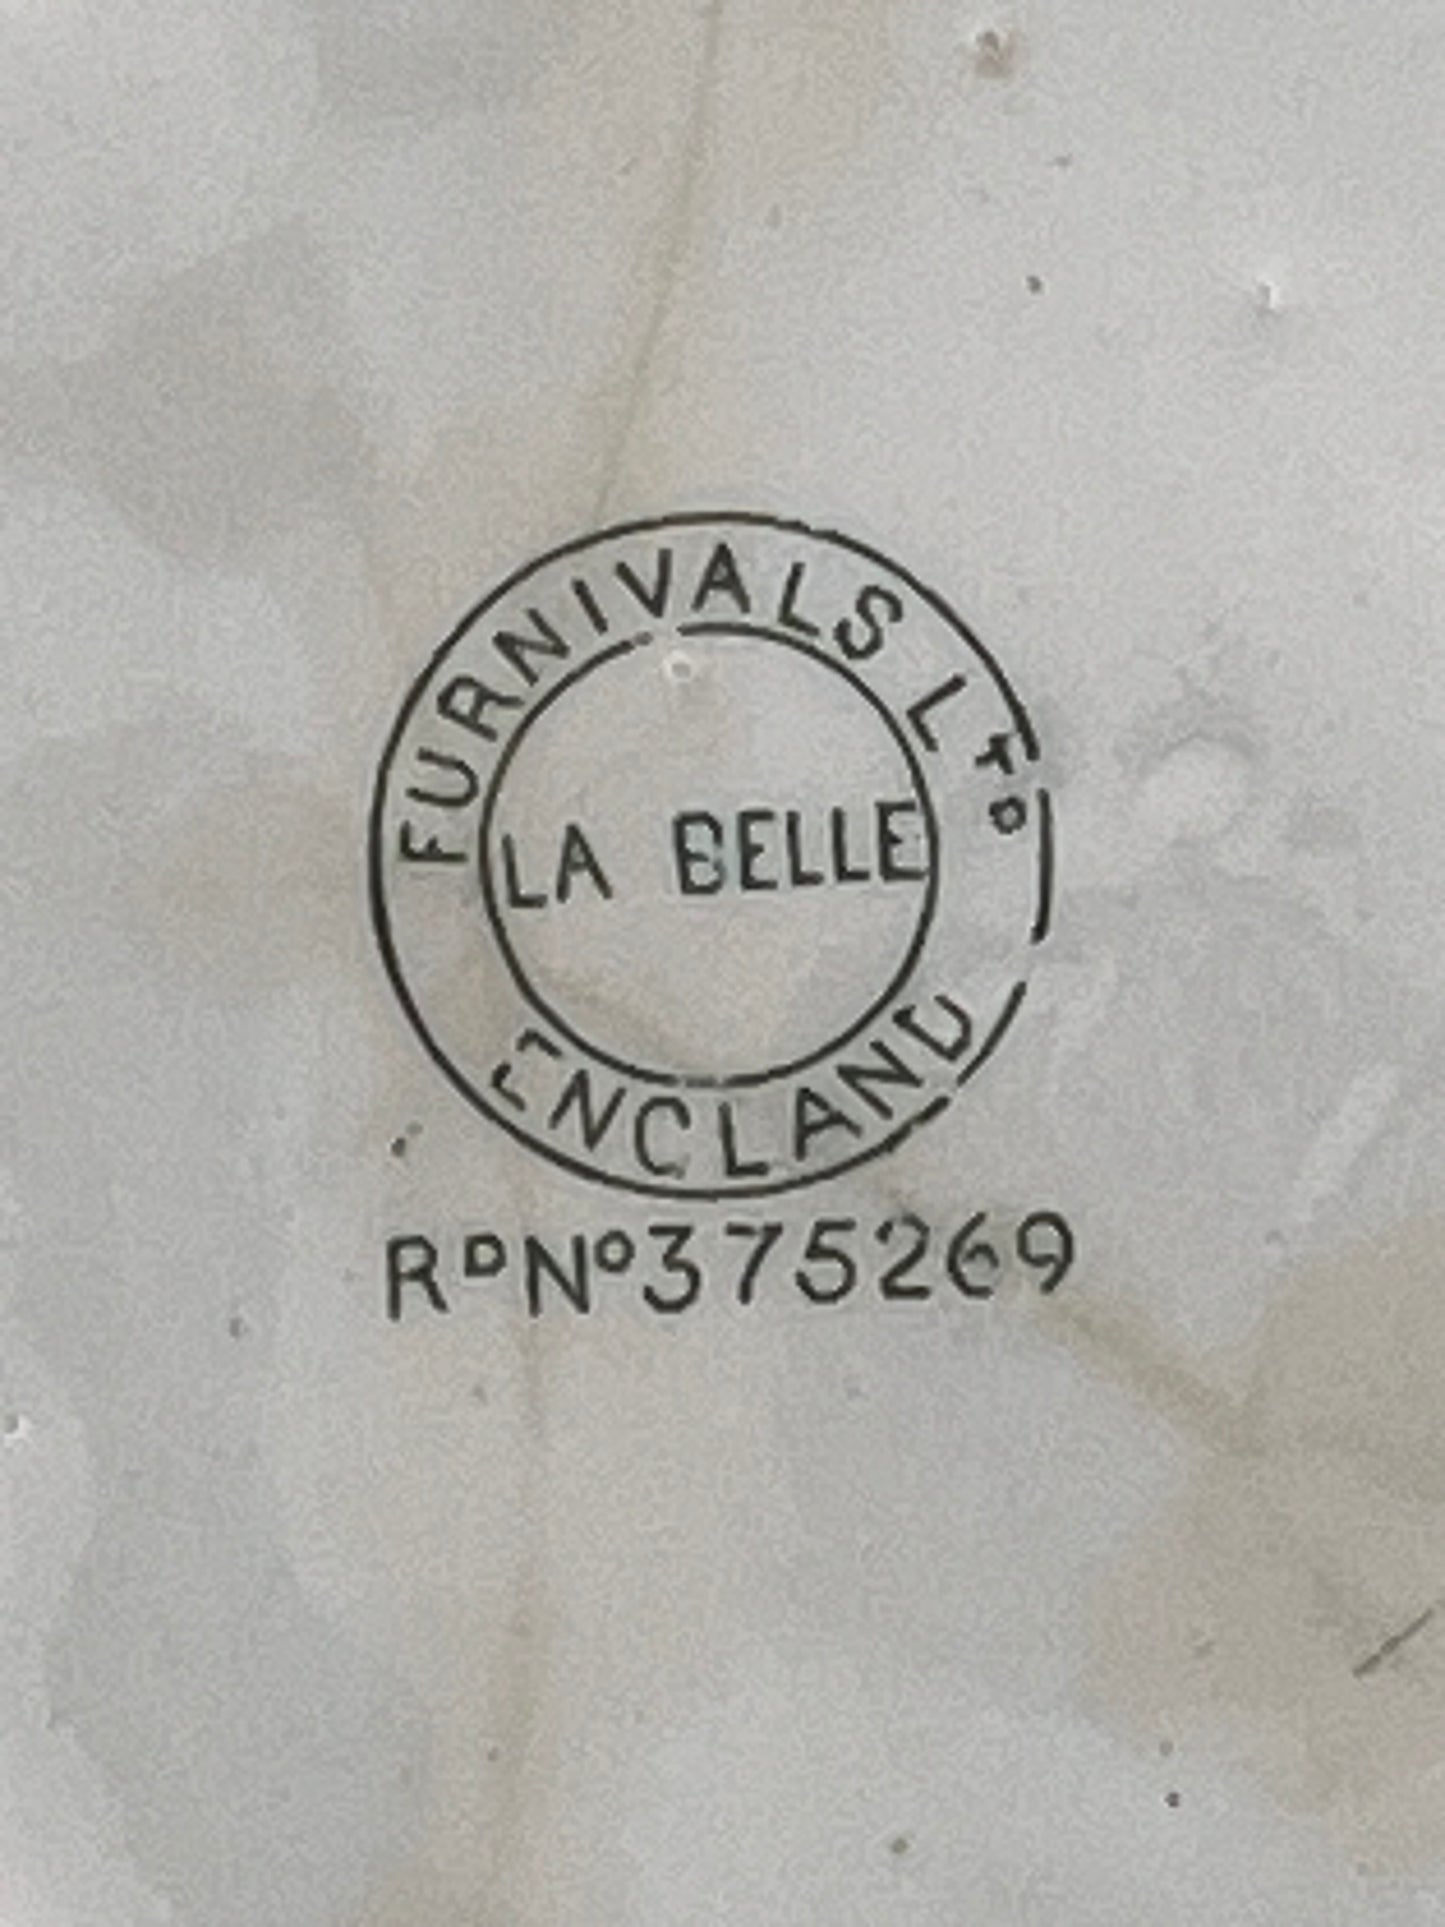 FURNIVALS LTD
LA BELLE
ENGLAND
RD No 375269